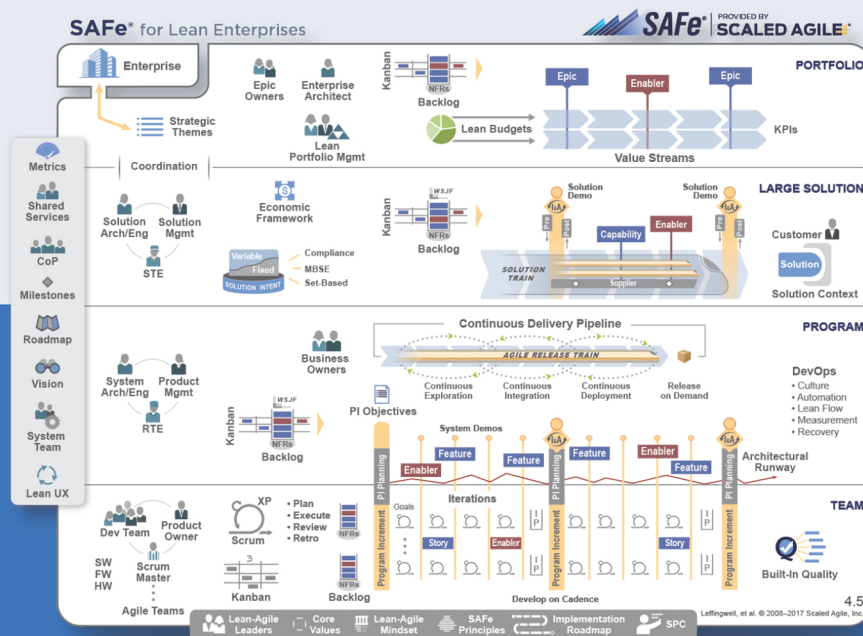 SAFe® for Lean Enterprises
SAFe®
PROVIDED BY
SCALED AGILE
Enterprise
Strategic
Themes
Epic
Owners
Enterprise
Architect
Lean
Portfolio Mgmt
Kanban
NFRs
Backlog
Lean Budgets
Epic
Enabler
Epic
Value Streams
KPIs
PORTFOLIO
Metrics
Shared
Services
CoP
Milestones
Roadmap
Vision
System
Team
Lean UX
Coordination
Solution
Arch/Eng
Solution
Mgmt
STE
Economic
Framework
Variable
Fixed
SOLUTION INTENT
Compliance
MBSE
Set-Based
Kanban
WSJF
NFRs
Backlog
Solution
Demo
Solution
Demo
I&A
I&A
Pre
Post
Pre
Post
Capability
Enabler
SOLUTION
TRAIN
Supplier
LARGE SOLUTION
Customer
Solution
Solution Context
System
Arch/Eng
Product
Mgmt
RTE
Business
Owners
Kanban
WSJF
NFRs
Backlog
Continuous Delivery Pipeline
AGILE RELEASE TRAIN
Continuous
Exploration
Continuous
Integration
Continuous
Deployment
Release
on Demand
PROGRAM
DevOps
• Culture
• Automation
• Lean Flow
• Measurement
• Recovery
PI Objectives
System Demos
I&A
I&A
Enabler
Feature
Feature
Feature
Enabler
Feature
Architectural
Runway
PI Planning
PI Planning
PI Planning
Dev Team
Product
Owner
Scrum
Master
SW
FW
HW
Agile Teams
XP
Scrum
• Plan
• Execute
• Review
• Retro
NFRs
Kanban
3
NFRs
Backlog
Program Increment
Program Increment
Program Increment
Goals
Iterations
Story
Enabler
Story
I P
I P
I P
I P
Develop on Cadence
TEAM
Built-In Quality
4.5
Leffingwell, et al. © 2008–2017 Scaled Agile, Inc.
Lean-Agile
Leaders
Core
Values
Lean-Agile
Mindset
SAFe
Principles
Implementation
Roadmap
SPC